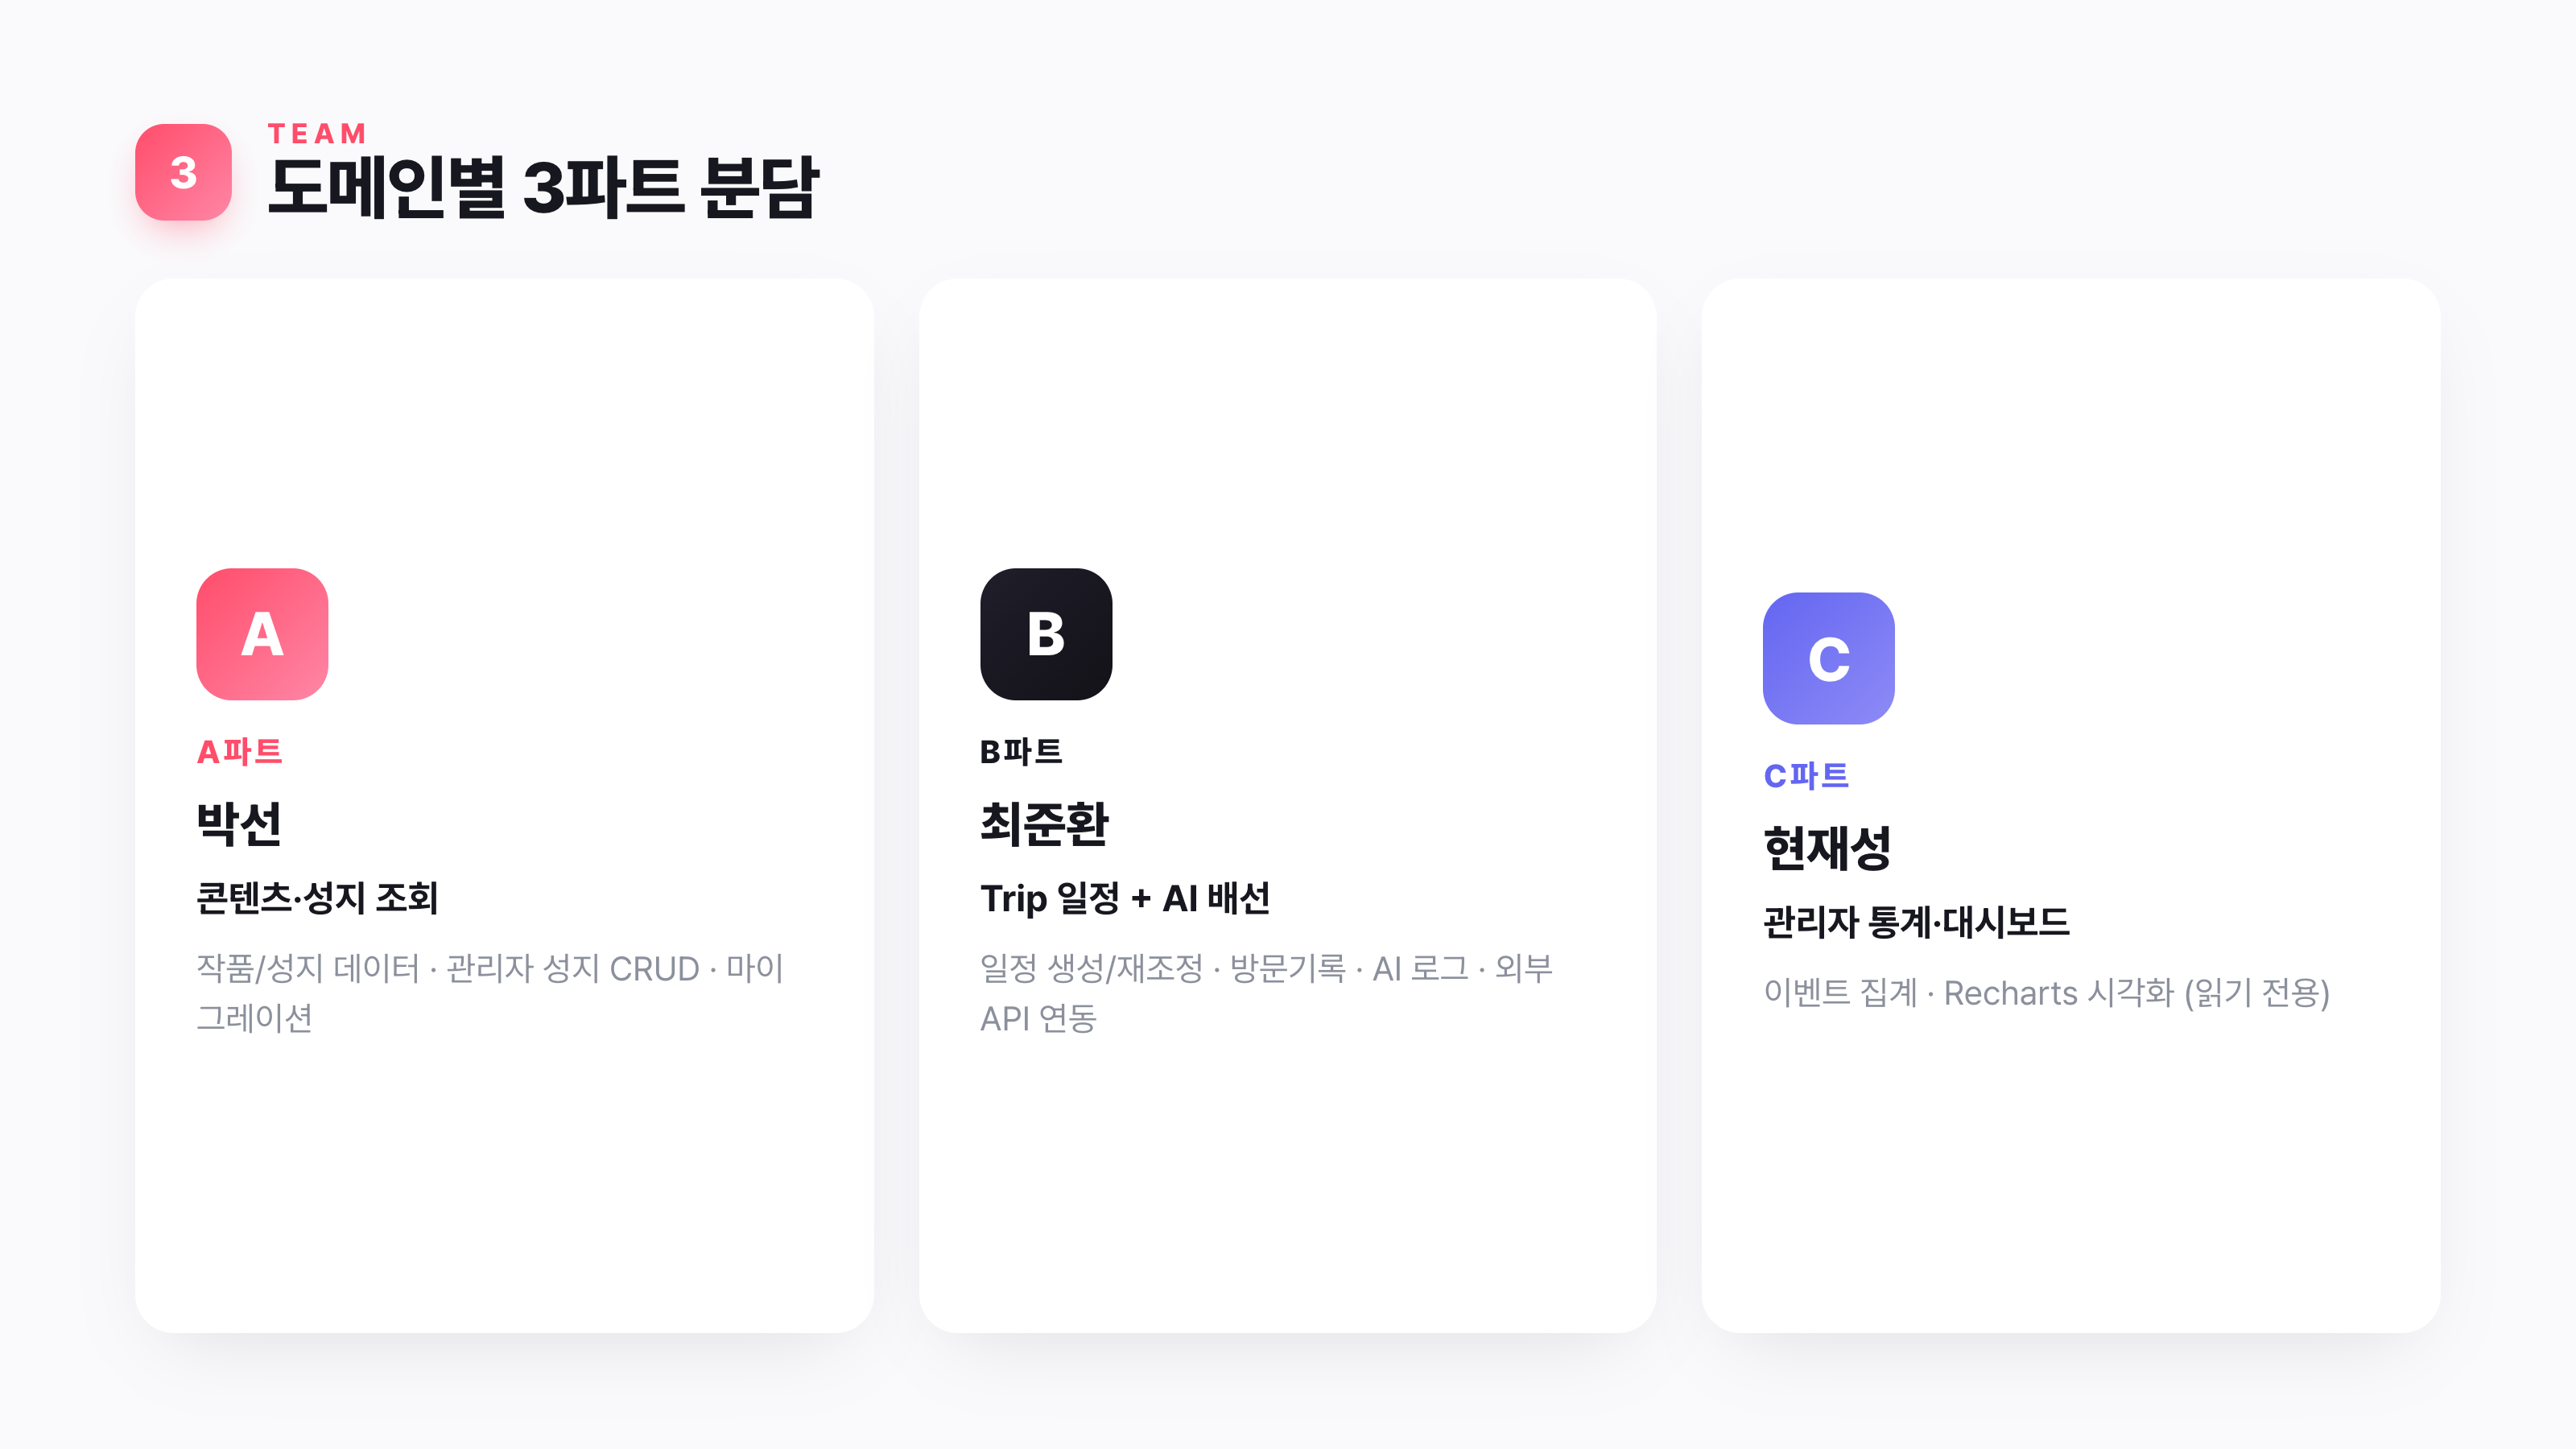 3
TEAM
도메인별 3파트 분담
A
A파트
박선
콘텐츠·성지 조회
작품/성지 데이터 · 관리자 성지 CRUD · 마이
그레이션
B
B파트
최준환
Trip 일정 + AI 배선
일정 생성/재조정 · 방문기록 · AI 로그 · 외부
API 연동
C
C파트
현재성
관리자 통계·대시보드
이벤트 집계 · Recharts 시각화 (읽기 전용)